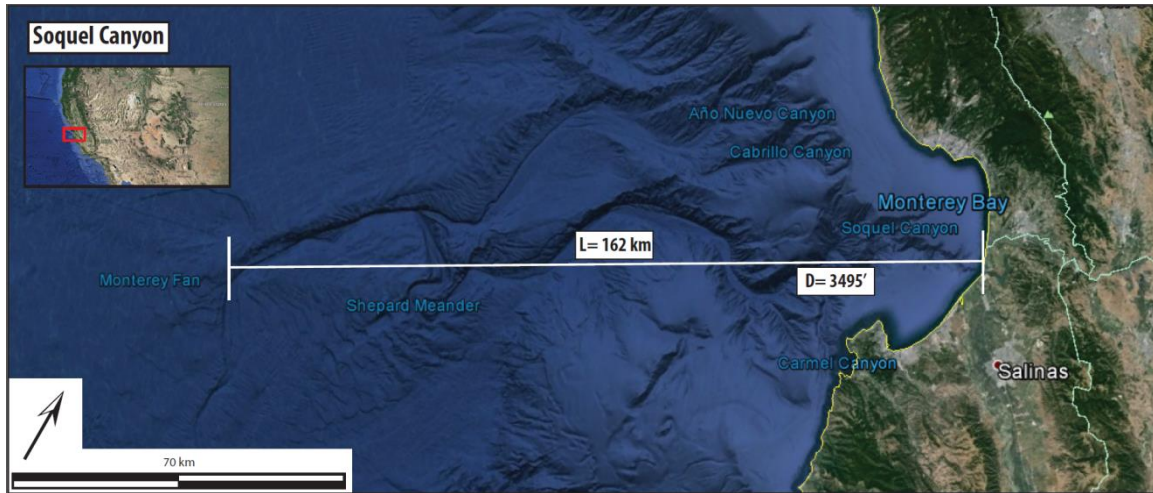 Soquel Canyon
Año Nuevo Canyon
Cabrillo Canyon
Monterey Bay
Soquel Canyon
L= 162 km
D= 3495’
Monterey Fan
Shepard Meander
Carmel Canyon
Salinas
70 km